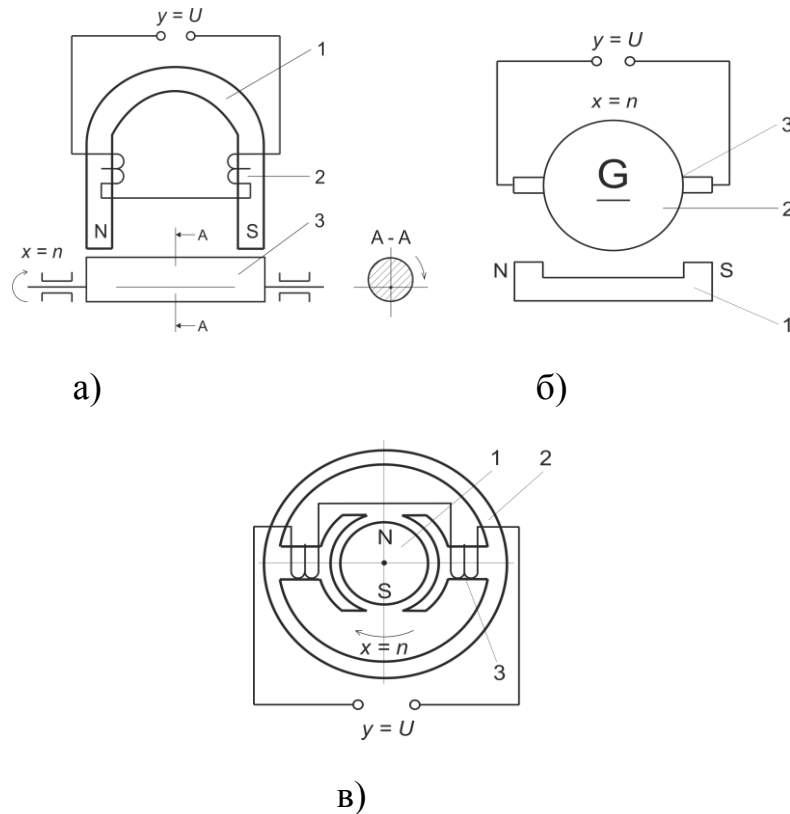 y = U
1
2
N
S
3
x = n
A
A - A
A
а)
y = U
x = n
3
G
2
N
S
1
б)
1
2
N
S
x = n
3
y = U
в)